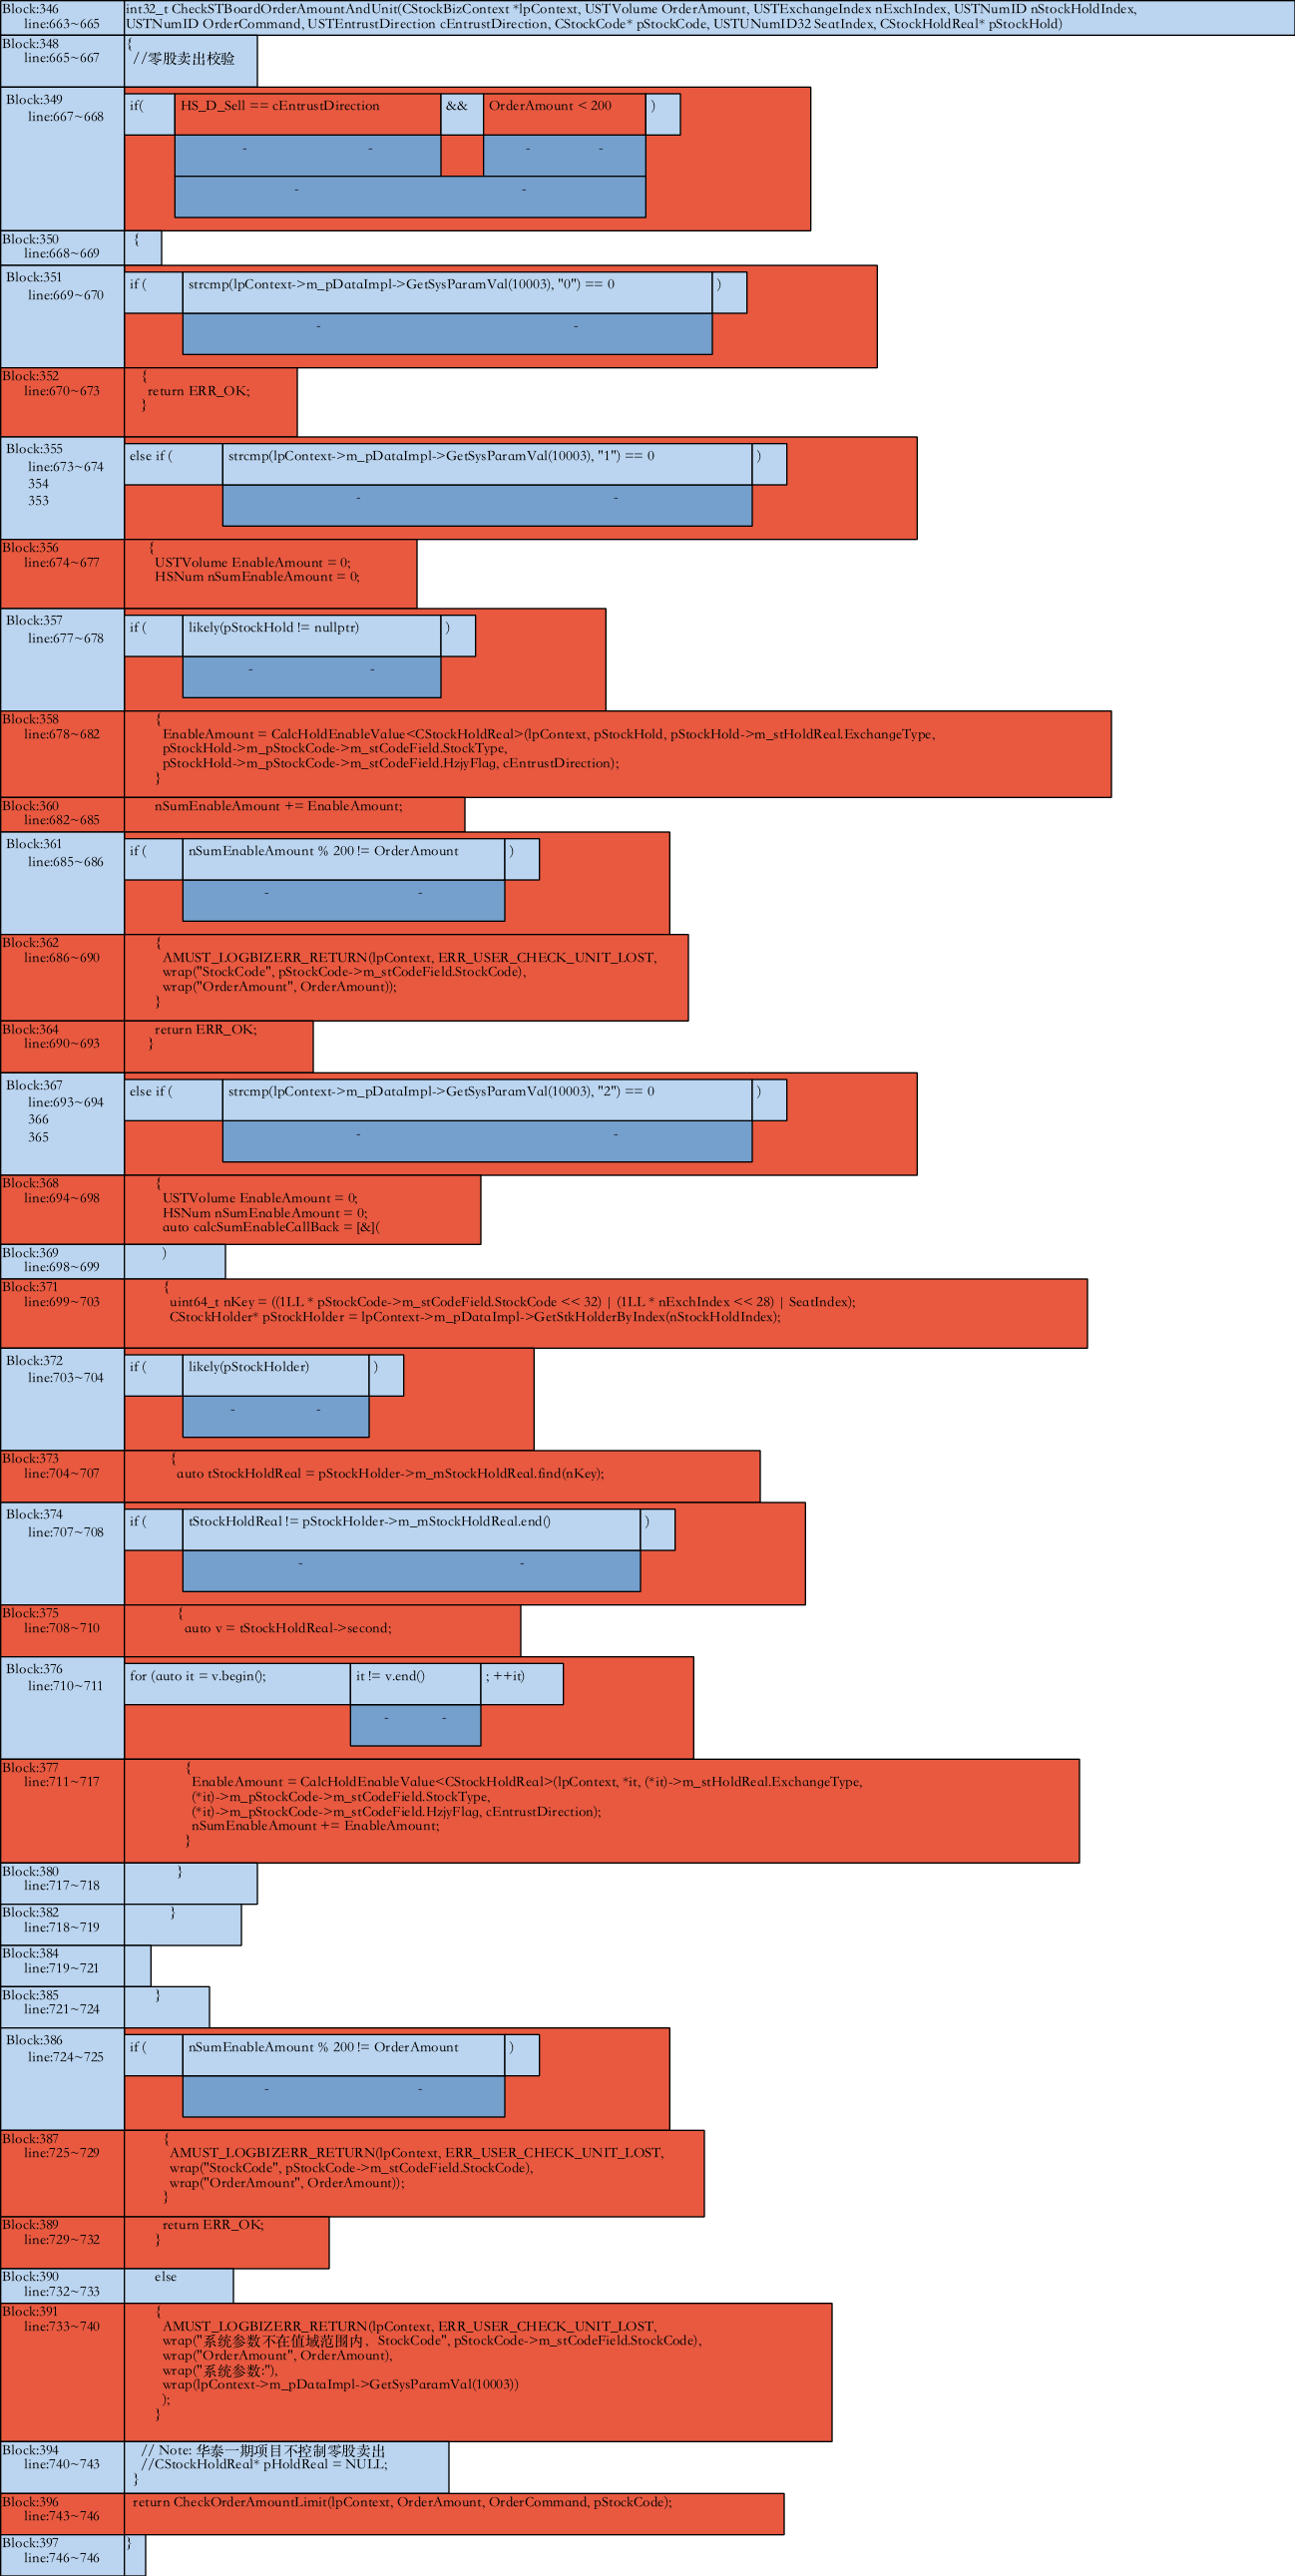 Block:346
line:663~665
int32_t CheckSTBoardOrderAmountAndUnit(CStockBizContext *lpContext, USTVolume OrderAmount, USTExchangeIndex nExchIndex, USTNumID nStockHoldIndex,
USTNumID OrderCommand, USTEntrustDirection cEntrustDirection, CStockCode* pStockCode, USTUNumID32 SeatIndex, CStockHoldReal* pStockHold)
Block:348
line:665~667
{
//零股卖出校验
Block:349
line:667~668
if( HS_D_Sell == cEntrustDirection && OrderAmount < 200 )
- - - -
- -
Block:350
line:668~669
{
Block:351
line:669~670
if ( strcmp(lpContext->m_pDataImpl->GetSysParamVal(10003), "0") == 0 )
- -
Block:352
line:670~673
{
return ERR_OK;
}
Block:355
line:673~674
354
353
else if ( strcmp(lpContext->m_pDataImpl->GetSysParamVal(10003), "1") == 0 )
- -
Block:356
line:674~677
{
USTVolume EnableAmount = 0;
HSNum nSumEnableAmount = 0;
Block:357
line:677~678
if ( likely(pStockHold != nullptr) )
- -
Block:358
line:678~682
{
EnableAmount = CalcHoldEnableValue<CStockHoldReal>(lpContext, pStockHold, pStockHold->m_stHoldReal.ExchangeType,
pStockHold->m_pStockCode->m_stCodeField.StockType,
pStockHold->m_pStockCode->m_stCodeField.HzjyFlag, cEntrustDirection);
}
Block:360
line:682~685
nSumEnableAmount += EnableAmount;
Block:361
line:685~686
if ( nSumEnableAmount % 200 != OrderAmount )
- -
Block:362
line:686~690
{
AMUST_LOGBIZERR_RETURN(lpContext, ERR_USER_CHECK_UNIT_LOST,
wrap("StockCode", pStockCode->m_stCodeField.StockCode),
wrap("OrderAmount", OrderAmount));
}
Block:364
line:690~693
return ERR_OK;
}
Block:367
line:693~694
366
365
else if ( strcmp(lpContext->m_pDataImpl->GetSysParamVal(10003), "2") == 0 )
- -
Block:368
line:694~698
{
USTVolume EnableAmount = 0;
HSNum nSumEnableAmount = 0;
auto calcSumEnableCallBack = [&](
Block:369
line:698~699
)
Block:371
line:699~703
{
uint64_t nKey = ((1LL * pStockCode->m_stCodeField.StockCode << 32) | (1LL * nExchIndex << 28) | SeatIndex);
CStockHolder* pStockHolder = lpContext->m_pDataImpl->GetStkHolderByIndex(nStockHoldIndex);
Block:372
line:703~704
if ( likely(pStockHolder) )
- -
Block:373
line:704~707
{
auto tStockHoldReal = pStockHolder->m_mStockHoldReal.find(nKey);
Block:374
line:707~708
if ( tStockHoldReal != pStockHolder->m_mStockHoldReal.end() )
- -
Block:375
line:708~710
{
auto v = tStockHoldReal->second;
Block:376
line:710~711
for (auto it = v.begin(); it != v.end() ; ++it)
- -
Block:377
line:711~717
{
EnableAmount = CalcHoldEnableValue<CStockHoldReal>(lpContext, *it, (*it)->m_stHoldReal.ExchangeType,
(*it)->m_pStockCode->m_stCodeField.StockType,
(*it)->m_pStockCode->m_stCodeField.HzjyFlag, cEntrustDirection);
nSumEnableAmount += EnableAmount;
}
Block:380
line:717~718
}
Block:382
line:718~719
}
Block:384
line:719~721
Block:385
line:721~724
}
Block:386
line:724~725
if ( nSumEnableAmount % 200 != OrderAmount )
- -
Block:387
line:725~729
{
AMUST_LOGBIZERR_RETURN(lpContext, ERR_USER_CHECK_UNIT_LOST,
wrap("StockCode", pStockCode->m_stCodeField.StockCode),
wrap("OrderAmount", OrderAmount));
}
Block:389
line:729~732
return ERR_OK;
}
Block:390
line:732~733
else
Block:391
line:733~740
{
AMUST_LOGBIZERR_RETURN(lpContext, ERR_USER_CHECK_UNIT_LOST,
wrap("系统参数不在值域范围内，StockCode", pStockCode->m_stCodeField.StockCode),
wrap("OrderAmount", OrderAmount),
wrap("系统参数:"),
wrap(lpContext->m_pDataImpl->GetSysParamVal(10003))
);
}
Block:394
line:740~743
// Note: 华泰一期项目不控制零股卖出
//CStockHoldReal* pHoldReal = NULL;
}
Block:396
line:743~746
return CheckOrderAmountLimit(lpContext, OrderAmount, OrderCommand, pStockCode);
Block:397
line:746~746
}